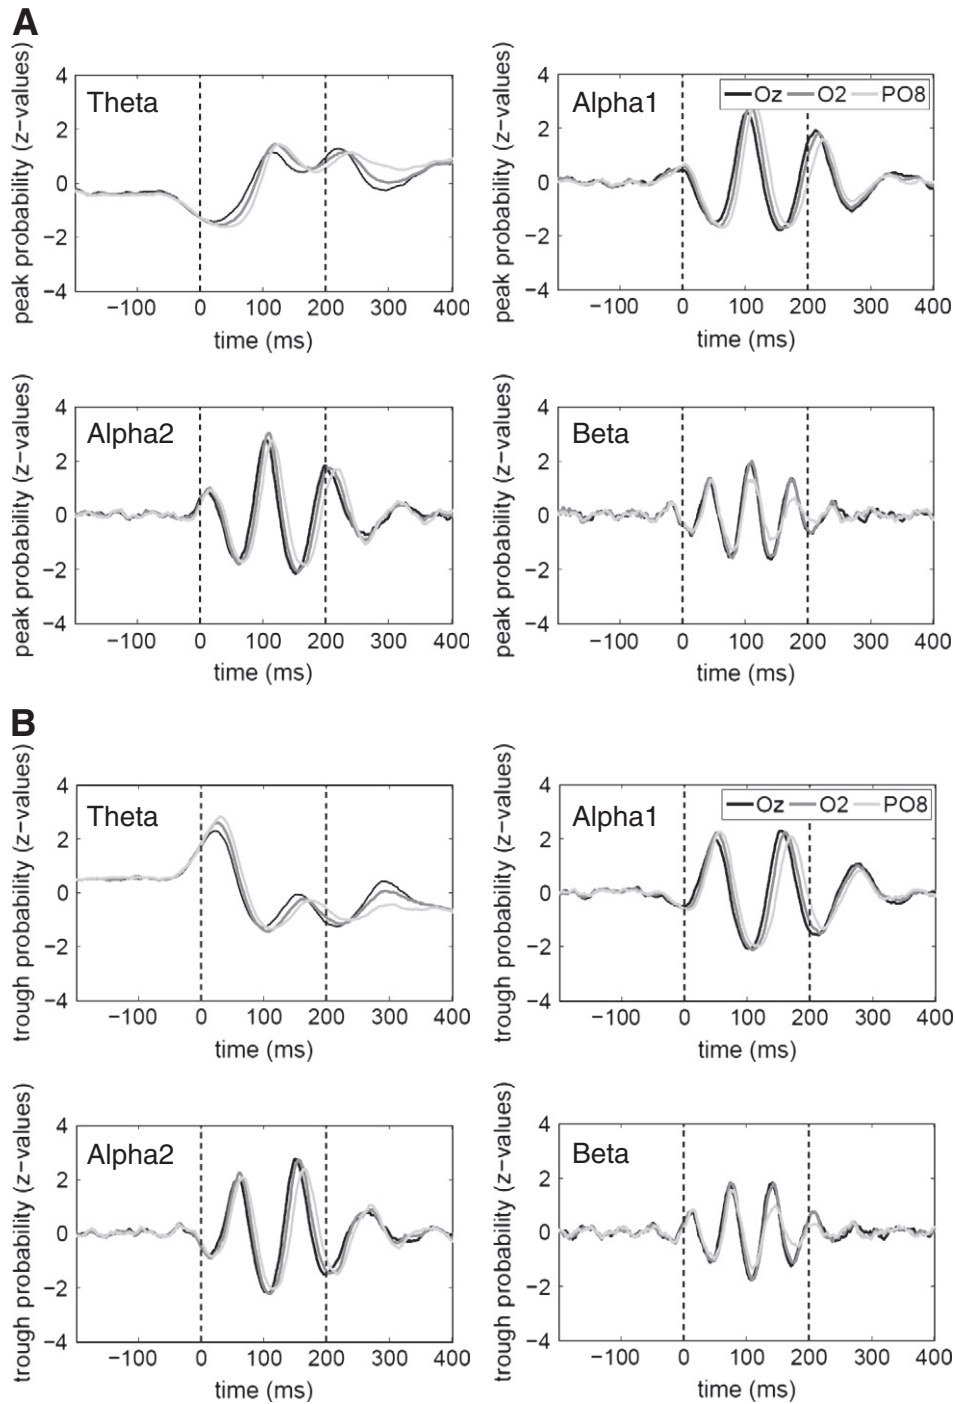 A
peak probability (z−values)
4
2
0
−2
−4
Theta
−100 0 100 200 300 400
time (ms)
peak probability (z−values)
4
2
0
−2
−4
Alpha1
Oz O2 PO8
−100 0 100 200 300 400
time (ms)
peak probability (z−values)
4
2
0
−2
−4
Alpha2
−100 0 100 200 300 400
time (ms)
peak probability (z−values)
4
2
0
−2
−4
Beta
−100 0 100 200 300 400
time (ms)
B
trough probability (z−values)
4
2
0
−2
−4
Theta
−100 0 100 200 300 400
time (ms)
trough probability (z−values)
4
2
0
−2
−4
Alpha1
Oz O2 PO8
−100 0 100 200 300 400
time (ms)
trough probability (z−values)
4
2
0
−2
−4
Alpha2
−100 0 100 200 300 400
time (ms)
trough probability (z−values)
4
2
0
−2
−4
Beta
−100 0 100 200 300 400
time (ms)